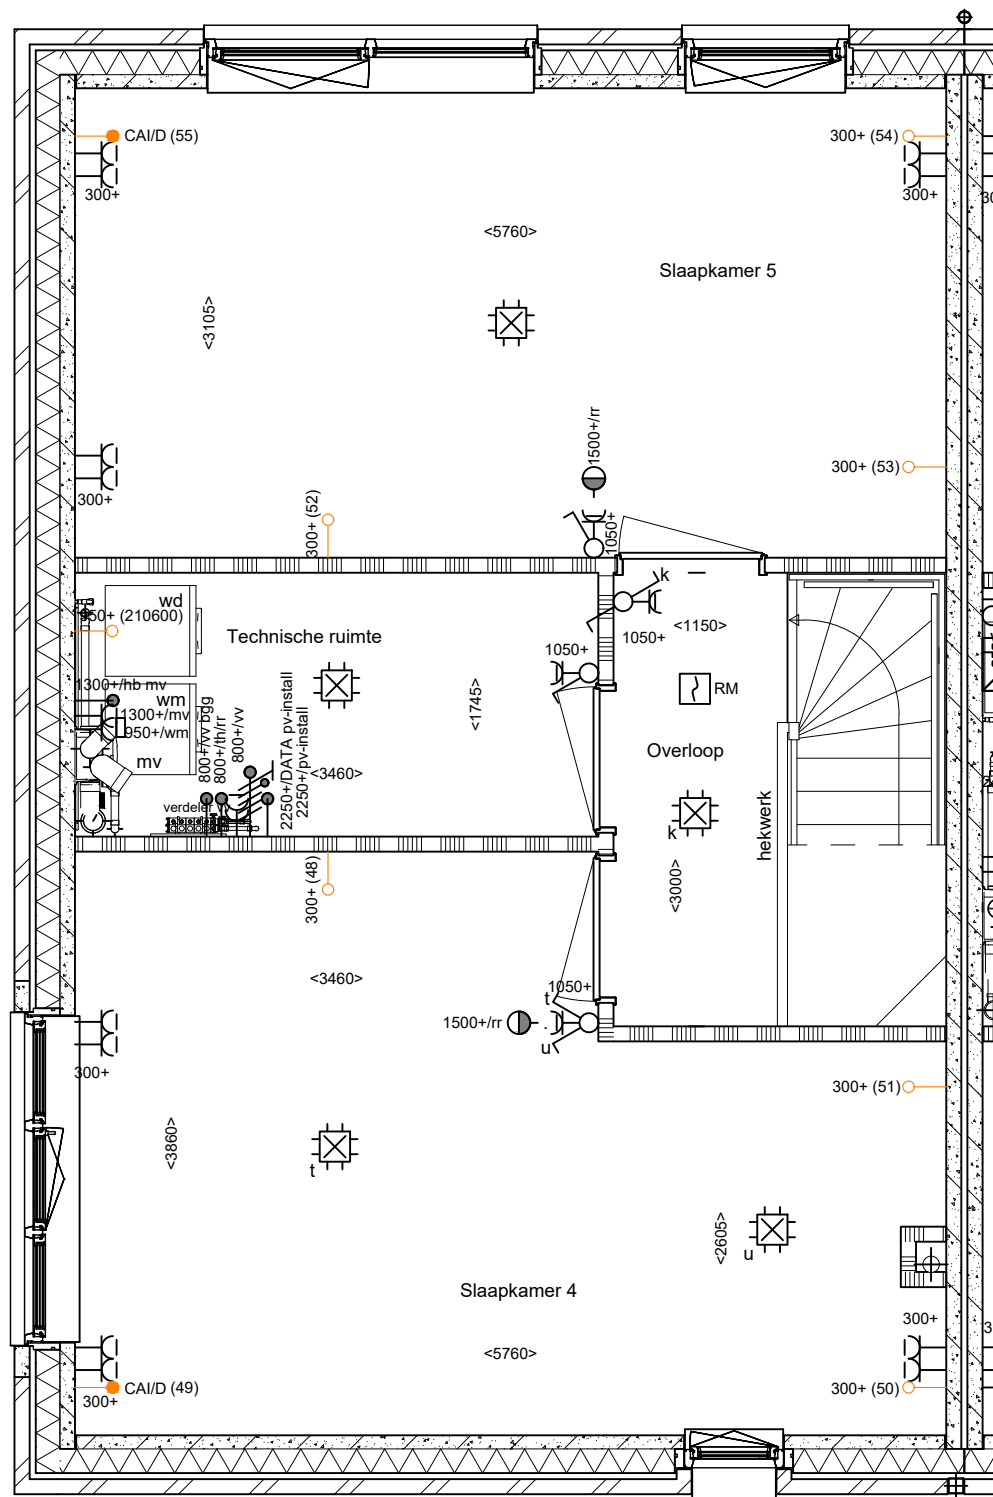 CAI/D (55)
300+ (54)
300+
300+
<5760>
Slaapkamer 5
<3105>
1500+/rr
300+ (53)
300+
300+ (52)
1050+
k
wd
950+ (210600)
Technische ruimte
<1150>
1050+
1050+
1300+/hb mv
wm
1300+/mv
950+/wm
mv
800+/vv bgg
800+/th/rr
800+/vv
2250+/DATA pv-install
2250+/pv-install
<3460>
<1745>
RM
Overloop
verdeler
k
hekwerk
<3000>
300+ (48)
<3460>
1050+
t
1500+/rr
u
300+
300+ (51)
<3860>
t
<2605>
u
Slaapkamer 4
300+
<5760>
CAI/D (49)
300+
300+ (50)